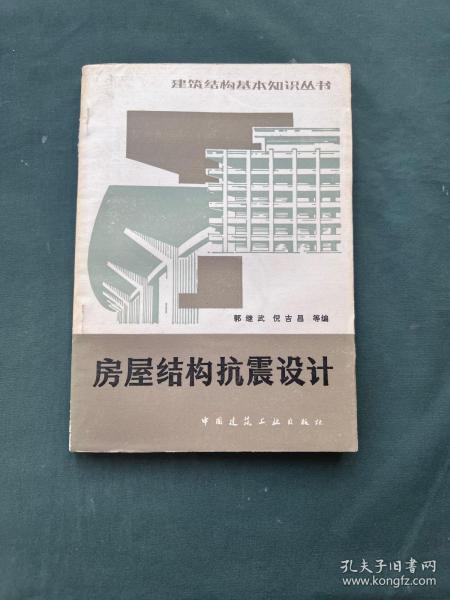 建筑结构基本知识丛书
郭继武 倪吉昌 等编
房屋结构抗震设计
中国建筑工业出版社
孔夫子旧书网
www.kongfz.com